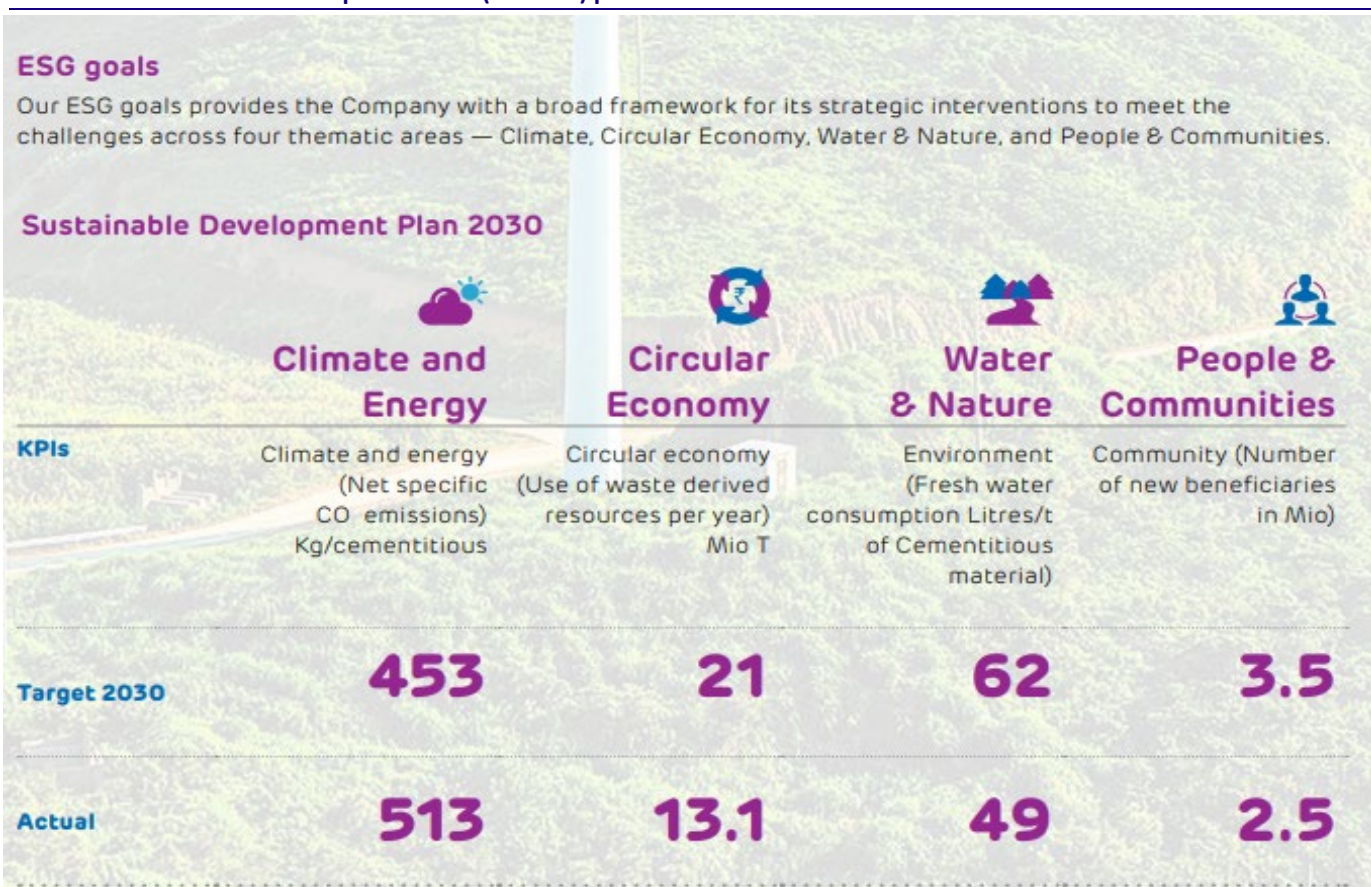 ESG goals
Our ESG goals provides the Company with a broad framework for its strategic interventions to meet the
challenges across four thematic areas — Climate, Circular Economy, Water & Nature, and People & Communities.
Sustainable Development Plan 2030
₹
Climate and
Energy
Circular
Economy
Water
& Nature
People &
Communities
KPIs
Climate and energy
(Net specific
CO emissions)
Kg/cementitious
Circular economy
(Use of waste derived
resources per year)
Mio T
Environment
(Fresh water
consumption Litres/t
of Cementitious
material)
Community (Number
of new beneficiaries
in Mio)
Target 2030
453
21
62
3.5
Actual
513
13.1
49
2.5